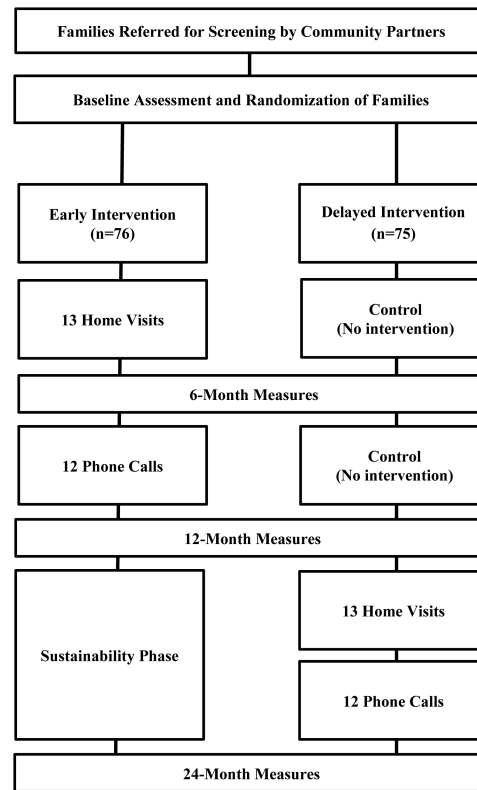 Families Referred for Screening by Community Partners
Baseline Assessment and Randomization of Families
Early Intervention
(n=76)
Delayed Intervention
(n=75)
13 Home Visits
Control
(No intervention)
6-Month Measures
12 Phone Calls
Control
(No intervention)
12-Month Measures
Sustainability Phase
13 Home Visits
12 Phone Calls
24-Month Measures